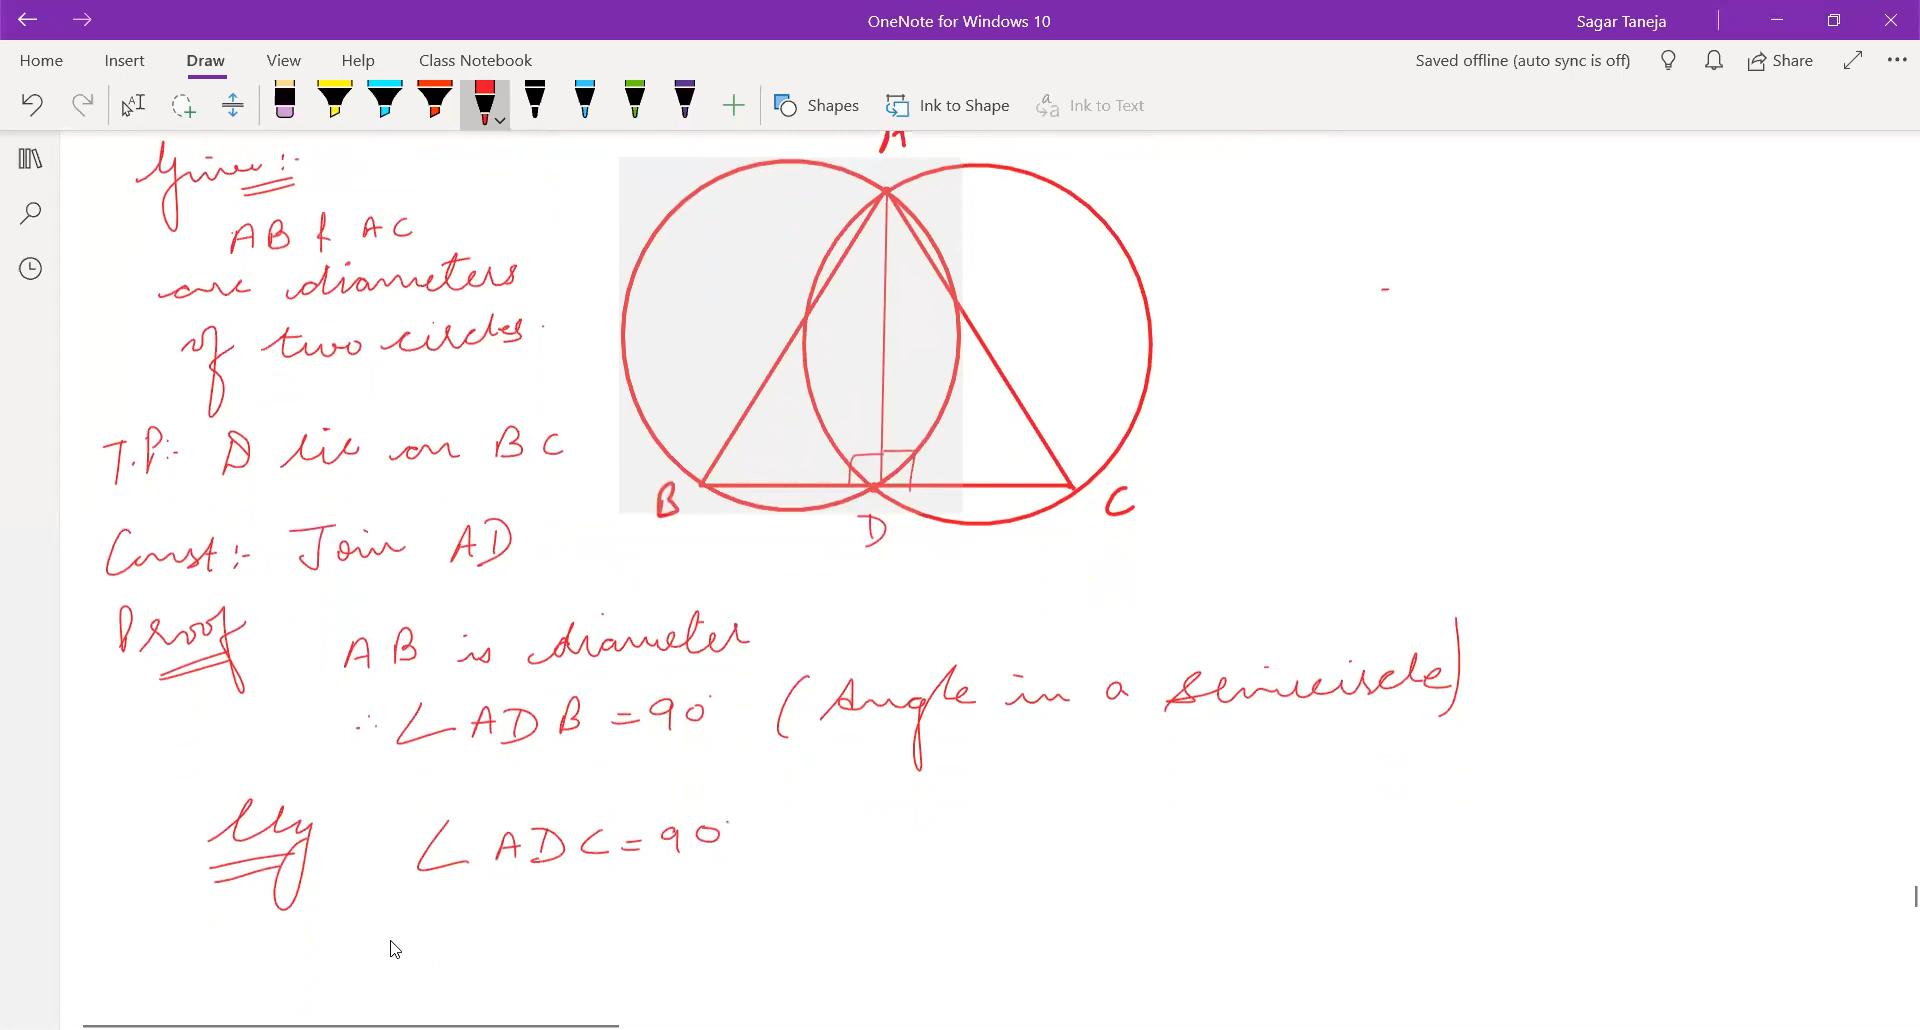 OneNote for Windows 10
Sagar Taneja
Home Insert Draw View Help Class Notebook
Saved offline (auto sync is off) Share
Shapes Ink to Shape Ink to Text
Given :-
A
AB & AC
are diameters
of two circles.
T.P:- D lie on BC
B D C
Const :- Join AD
Proof AB is diameter
∴ ∠ADB = 90° (Angle in a semicircle)
llly ∠ADC = 90°